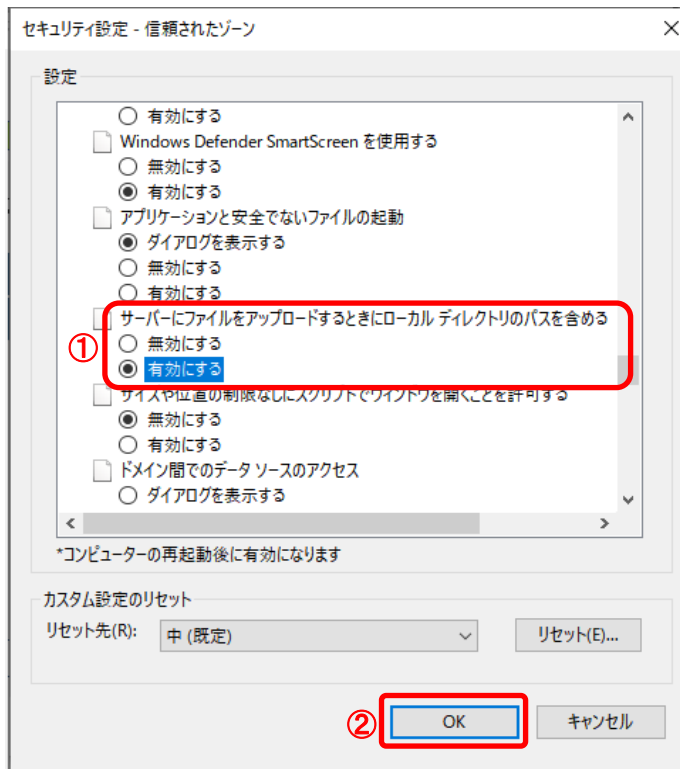 セキュリティ設定 - 信頼されたゾーン
設定
有効にする
Windows Defender SmartScreen を使用する
無効にする
有効にする
アプリケーションと安全でないファイルの起動
ダイアログを表示する
無効にする
有効にする
サーバーにファイルをアップロードするときにローカル ディレクトリのパスを含める
①
無効にする
有効にする
サイズや位置の制限なしにスクリプトでウィンドウを開くことを許可する
無効にする
有効にする
ドメイン間でのデータ ソースのアクセス
ダイアログを表示する
*コンピューターの再起動後に有効になります
カスタム設定のリセット
リセット先(R): 中 (既定) リセット(E)...
② OK キャンセル